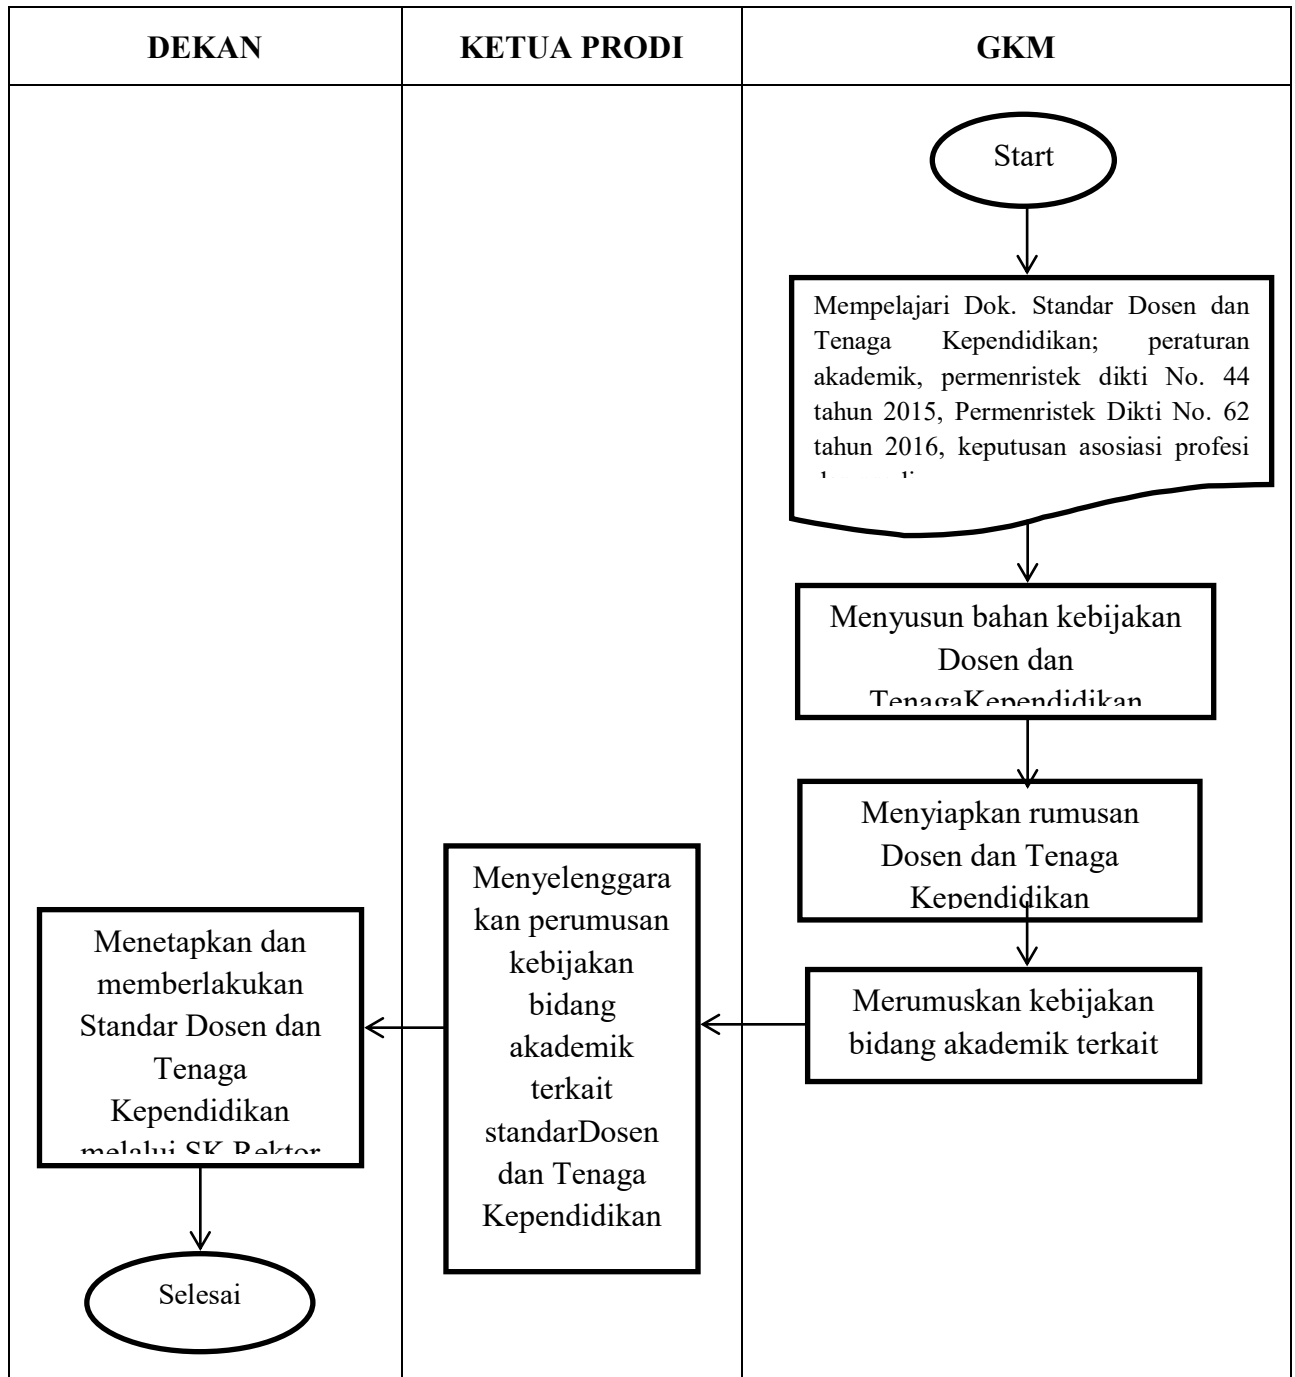 DEKAN
KETUA PRODI
GKM
Start
Mempelajari Dok. Standar Dosen dan
Tenaga Kependidikan; peraturan
akademik, permenristek dikti No. 44
tahun 2015, Permenristek Dikti No. 62
tahun 2016, keputusan asosiasi profesi
Menyusun bahan kebijakan
Dosen dan
TenagaKependidikan
Menyiapkan rumusan
Dosen dan Tenaga
Kependidikan
Merumuskan kebijakan
bidang akademik terkait
Menyelenggara
kan perumusan
kebijakan
bidang
akademik
terkait
standarDosen
dan Tenaga
Kependidikan
Menetapkan dan
memberlakukan
Standar Dosen dan
Tenaga
Kependidikan
melalui SK Rektor
Selesai